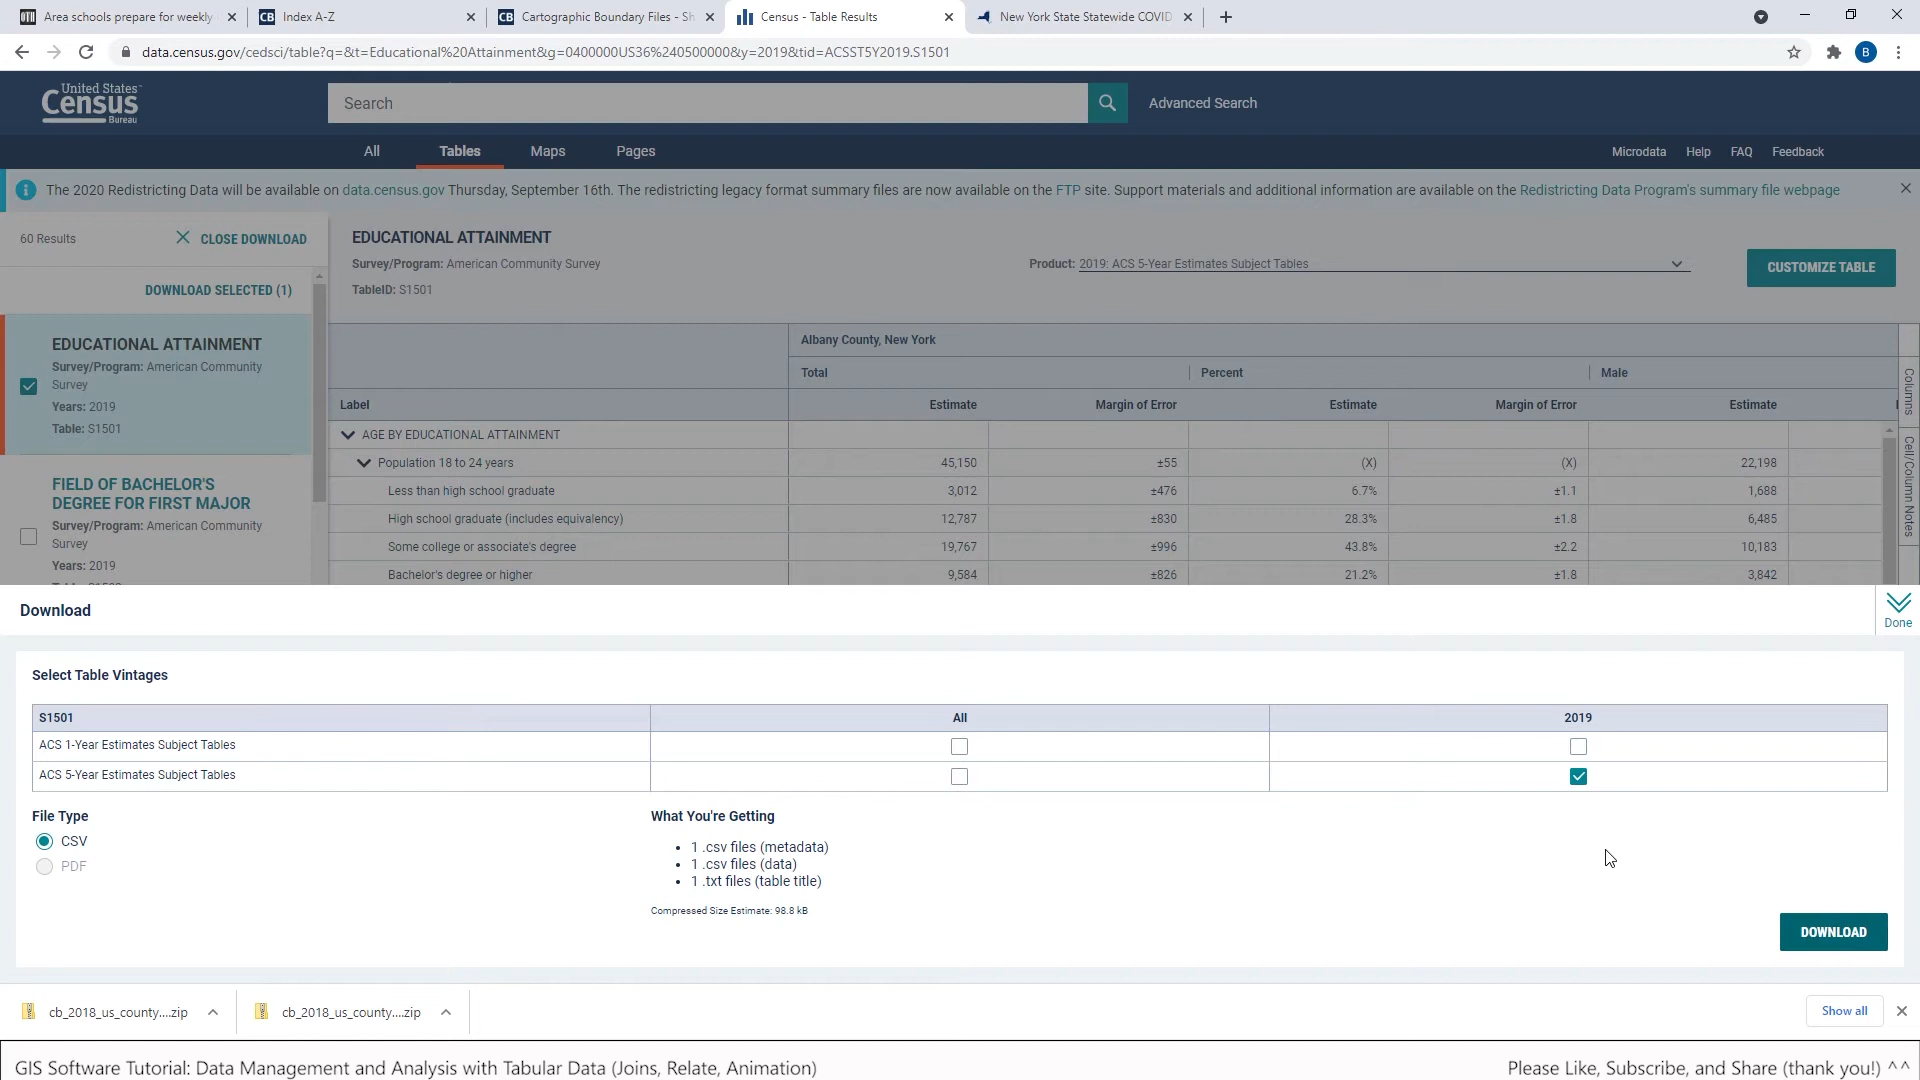 Area schools prepare for weekly
Index A-Z
Cartographic Boundary Files - Sh
Census - Table Results
New York State Statewide COVID
data.census.gov/cedsci/table?q=&t=Educational%20Attainment&g=0400000US36%240500000&y=2019&tid=ACSST5Y2019.S1501
B
United States™
Census
Bureau
Search
Advanced Search
All
Tables
Maps
Pages
Microdata
Help
FAQ
Feedback
The 2020 Redistricting Data will be available on data.census.gov Thursday, September 16th. The redistricting legacy format summary files are now available on the FTP site. Support materials and additional information are available on the Redistricting Data Program's summary file webpage
60 Results
CLOSE DOWNLOAD
DOWNLOAD SELECTED (1)
EDUCATIONAL ATTAINMENT
Survey/Program: American Community
Survey
Years: 2019
Table: S1501
FIELD OF BACHELOR'S
DEGREE FOR FIRST MAJOR
Survey/Program: American Community
Survey
Years: 2019
EDUCATIONAL ATTAINMENT
Survey/Program: American Community Survey
TableID: S1501
Product: 2019: ACS 5-Year Estimates Subject Tables
CUSTOMIZE TABLE
Albany County, New York
Total Percent Male
Label Estimate Margin of Error Estimate Margin of Error Estimate
AGE BY EDUCATIONAL ATTAINMENT
Population 18 to 24 years 45,150 ±55 (X) (X) 22,198
Less than high school graduate 3,012 ±476 6.7% ±1.1 1,688
High school graduate (includes equivalency) 12,787 ±830 28.3% ±1.8 6,485
Some college or associate's degree 19,767 ±996 43.8% ±2.2 10,183
Bachelor's degree or higher 9,584 ±826 21.2% ±1.8 3,842
Columns
Cell/Column Notes
Download
Done
Select Table Vintages
S1501 All 2019
ACS 1-Year Estimates Subject Tables
ACS 5-Year Estimates Subject Tables
File Type
CSV
PDF
What You're Getting
• 1 .csv files (metadata)
• 1 .csv files (data)
• 1 .txt files (table title)
Compressed Size Estimate: 98.8 kB
DOWNLOAD
cb_2018_us_county....zip
cb_2018_us_county....zip
Show all
GIS Software Tutorial: Data Management and Analysis with Tabular Data (Joins, Relate, Animation)
Please Like, Subscribe, and Share (thank you!) ^^